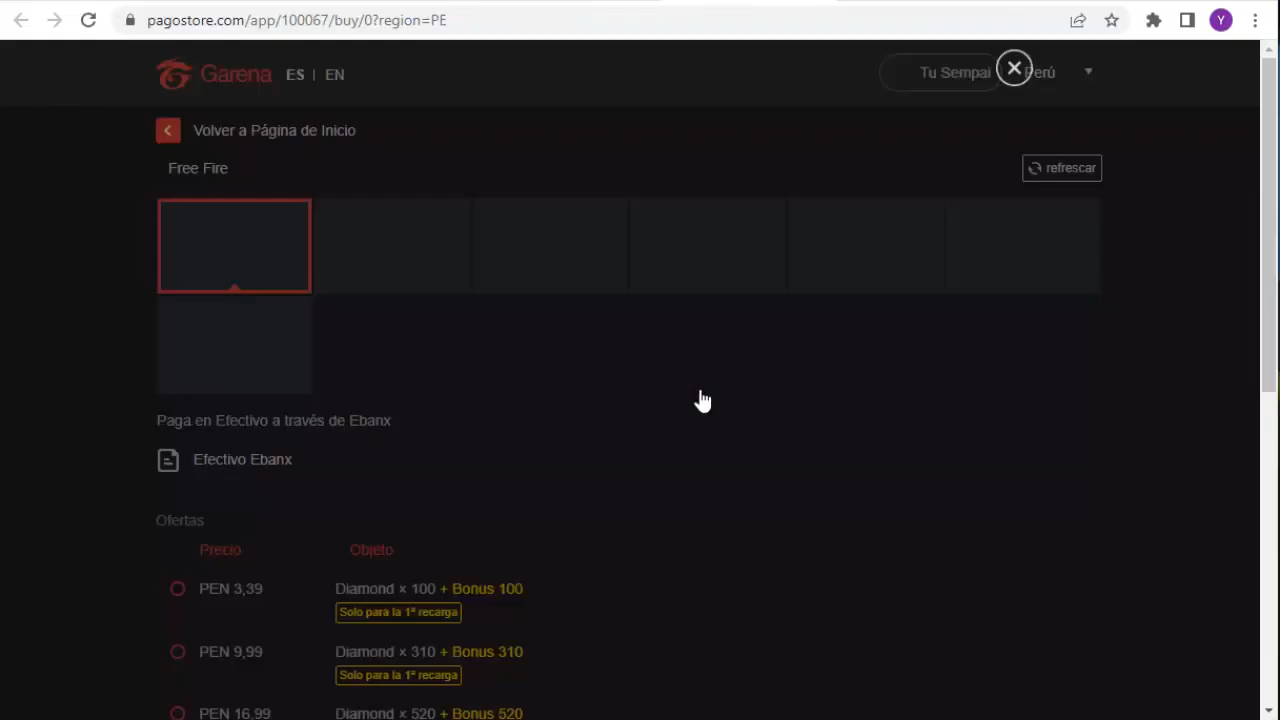 pagostore.com/app/100067/buy/0?region=PE
Y
Garena ES | EN
Tu Sempai
Perú
Volver a Página de Inicio
Free Fire
refrescar
Paga en Efectivo a través de Ebanx
Efectivo Ebanx
Ofertas
Precio Objeto
PEN 3,39 Diamond × 100 + Bonus 100
Solo para la 1ª recarga
PEN 9,99 Diamond × 310 + Bonus 310
Solo para la 1ª recarga
PEN 16,99 Diamond × 520 + Bonus 520